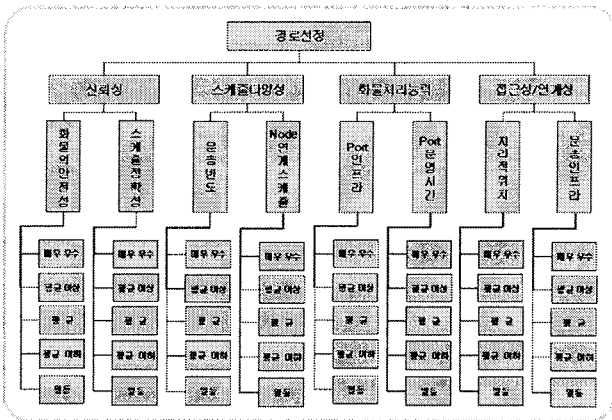 경로선정
신뢰성 스케줄다양성 화물처리능력 접근성/연계성
화물의안전성 스케줄정확성 운송빈도 Node연계스케줄 Port인프라 Port운영시간 지리적위치 운송인프라
매우 우수 매우 우수 매우 우수 매우 우수 매우 우수 매우 우수 매우 우수 매우 우수
평균 이상 평균 이상 평균 이상 평균 이상 평균 이상 평균 이상 평균 이상 평균 이상
평 균 평 균 평 균 평 균 평 균 평 균 평 균 평 균
평균 이하 평균 이하 평균 이하 평균 이하 평균 이하 평균 이하 평균 이하 평균 이하
열등 열등 열등 열등 열등 열등 열등 열등